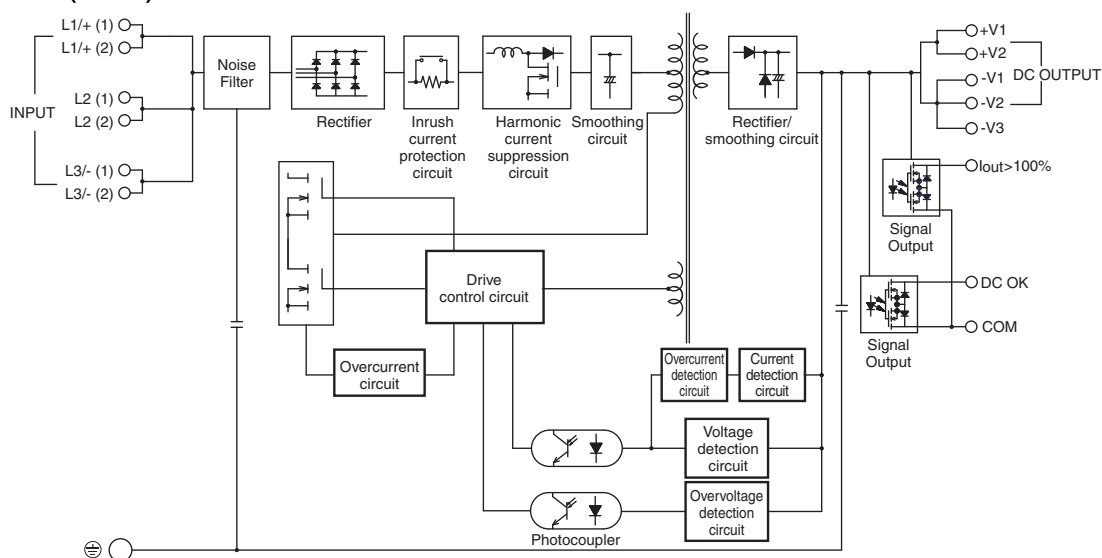 L1/+ (1)
L1/+ (2)
INPUT
L2 (1)
L2 (2)
L3/- (1)
L3/- (2)
Noise
Filter
Rectifier
Inrush
current
protection
circuit
Harmonic
current
suppression
circuit
Smoothing
circuit
Rectifier/
smoothing circuit
+V1
+V2
-V1
DC OUTPUT
-V2
-V3
Iout>100%
Signal
Output
DC OK
COM
Signal
Output
Drive
control circuit
Overcurrent
circuit
Overcurrent
detection
circuit
Current
detection
circuit
Voltage
detection
circuit
Overvoltage
detection
circuit
Photocoupler